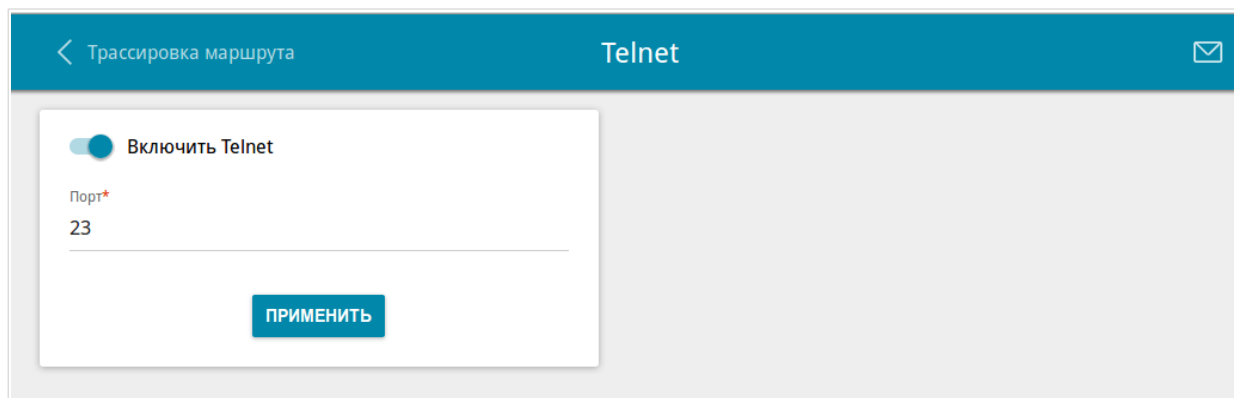 Трассировка маршрута
Telnet
Включить Telnet
Порт*
23
ПРИМЕНИТЬ